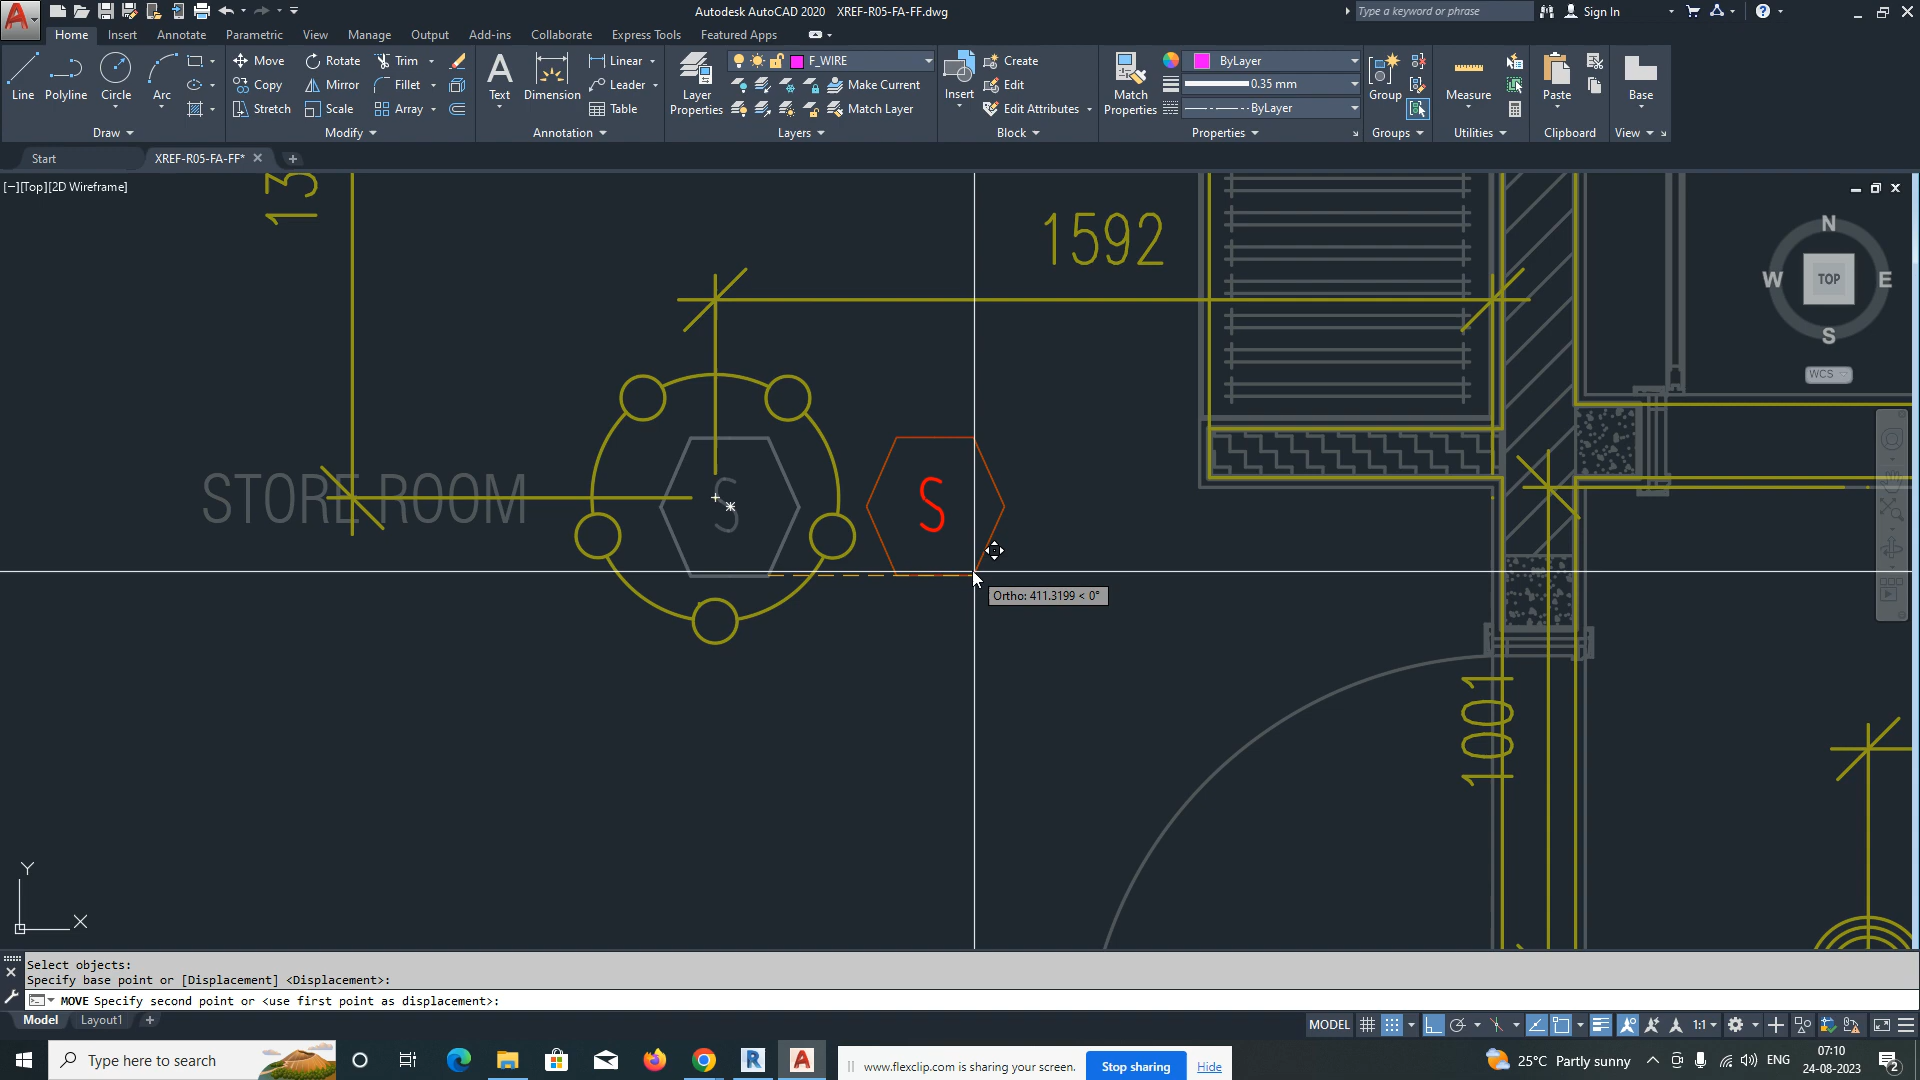 Autodesk AutoCAD 2020 XREF-R05-FA-FF.dwg
Type a keyword or phrase
Sign In
Home Insert Annotate Parametric View Manage Output Add-ins Collaborate Express Tools Featured Apps
Line Polyline Circle Arc
Draw
Move Rotate Trim
Copy Mirror Fillet
Stretch Scale Array
Modify
Text Dimension
Linear
Leader
Table
Annotation
Layer Properties
F_WIRE
Make Current
Match Layer
Layers
Insert
Create
Edit
Edit Attributes
Block
Match Properties
ByLayer
0.35 mm
ByLayer
Properties
Group
Groups
Measure
Utilities
Paste
Clipboard
Base
View
Start XREF-R05-FA-FF*
[−][Top][2D Wireframe]
13
1592
N
W TOP E
S
WCS
STORE ROOM
S
S
Ortho: 411.3199 < 0°
1001
Y
X
Select objects:
Specify base point or [Displacement] <Displacement>:
MOVE Specify second point or <use first point as displacement>:
Model Layout1
MODEL 1:1
Type here to search
www.flexclip.com is sharing your screen. Stop sharing Hide
25°C Partly sunny ENG
07:10
24-08-2023
2